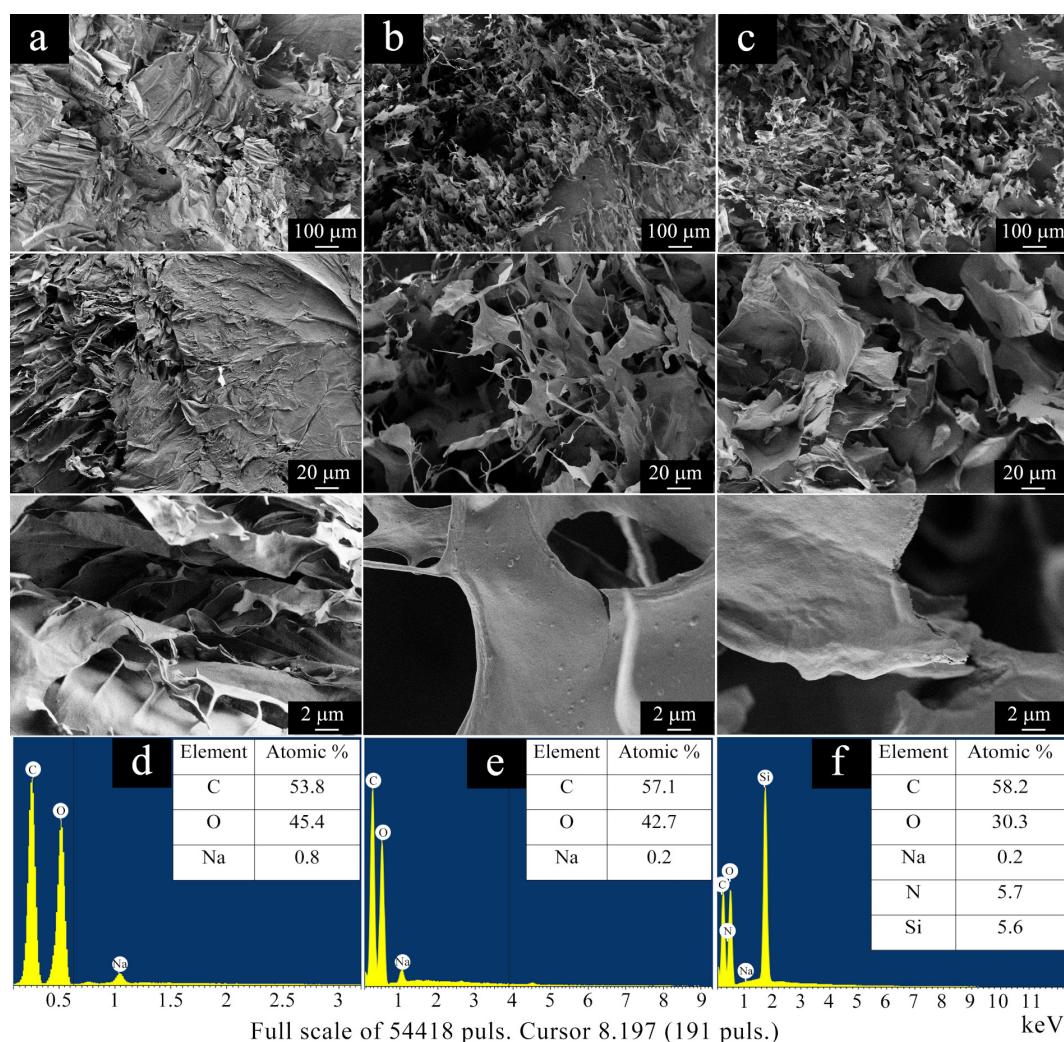 a
b
c
100 μm
100 μm
100 μm
20 μm
20 μm
20 μm
2 μm
2 μm
2 μm
d
Element Atomic %
C 53.8
O 45.4
Na 0.8
C
O
Na
0.5 1 1.5 2 2.5 3
e
Element Atomic %
C 57.1
O 42.7
Na 0.2
C
O
Na
1 2 3 4 5 6 7 8 9
f
Element Atomic %
C 58.2
O 30.3
Na 0.2
N 5.7
Si 5.6
Si
O
C
N
Na
1 2 3 4 5 6 7 8 9 10 11
Full scale of 54418 puls. Cursor 8.197 (191 puls.)
keV